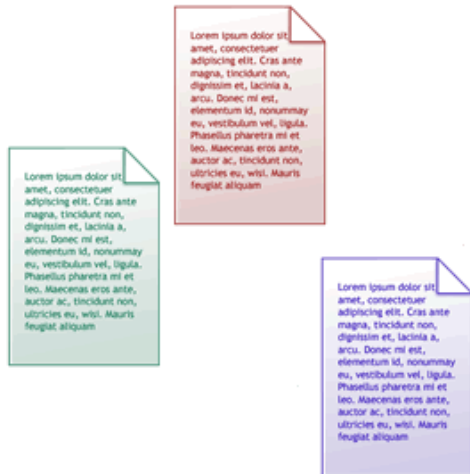 Lorem ipsum dolor sit
amet, consectetuer
adipiscing elit. Cras ante
magna, tincidunt non,
dignissim et, lacinia a,
arcu. Donec mi est,
elementum id, nonummay
eu, vestibulum vel, ligula.
Phasellus pharetra mi et
leo. Maecenas eros ante,
auctor ac, tincidunt non,
ultricies eu, wisi. Mauris
feugiat aliquam
Lorem ipsum dolor sit
amet, consectetuer
adipiscing elit. Cras ante
magna, tincidunt non,
dignissim et, lacinia a,
arcu. Donec mi est,
elementum id, nonummay
eu, vestibulum vel, ligula.
Phasellus pharetra mi et
leo. Maecenas eros ante,
auctor ac, tincidunt non,
ultricies eu, wisi. Mauris
feugiat aliquam
Lorem ipsum dolor sit
amet, consectetuer
adipiscing elit. Cras ante
magna, tincidunt non,
dignissim et, lacinia a,
arcu. Donec mi est,
elementum id, nonummay
eu, vestibulum vel, ligula.
Phasellus pharetra mi et
leo. Maecenas eros ante,
auctor ac, tincidunt non,
ultricies eu, wisi. Mauris
feugiat aliquam